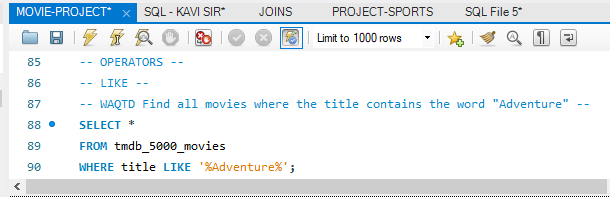 MOVIE-PROJECT* SQL - KAVI SIR* JOINS PROJECT-SPORTS SQL File 5*
Limit to 1000 rows
85 -- OPERATORS --
86 -- LIKE --
87 -- WAQTD Find all movies where the title contains the word "Adventure" --
88 SELECT *
89 FROM tmdb_5000_movies
90 WHERE title LIKE '%Adventure%';